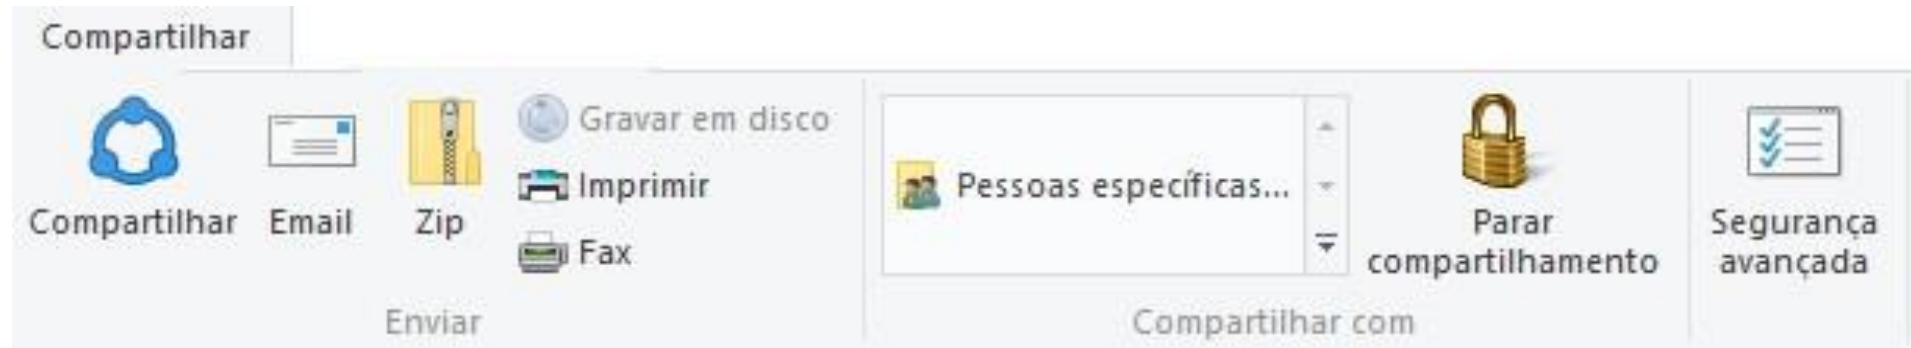 Compartilhar
Compartilhar
Email
Zip
Gravar em disco
Imprimir
Fax
Enviar
Pessoas específicas...
Parar
compartilhamento
Compartilhar com
Segurança
avançada